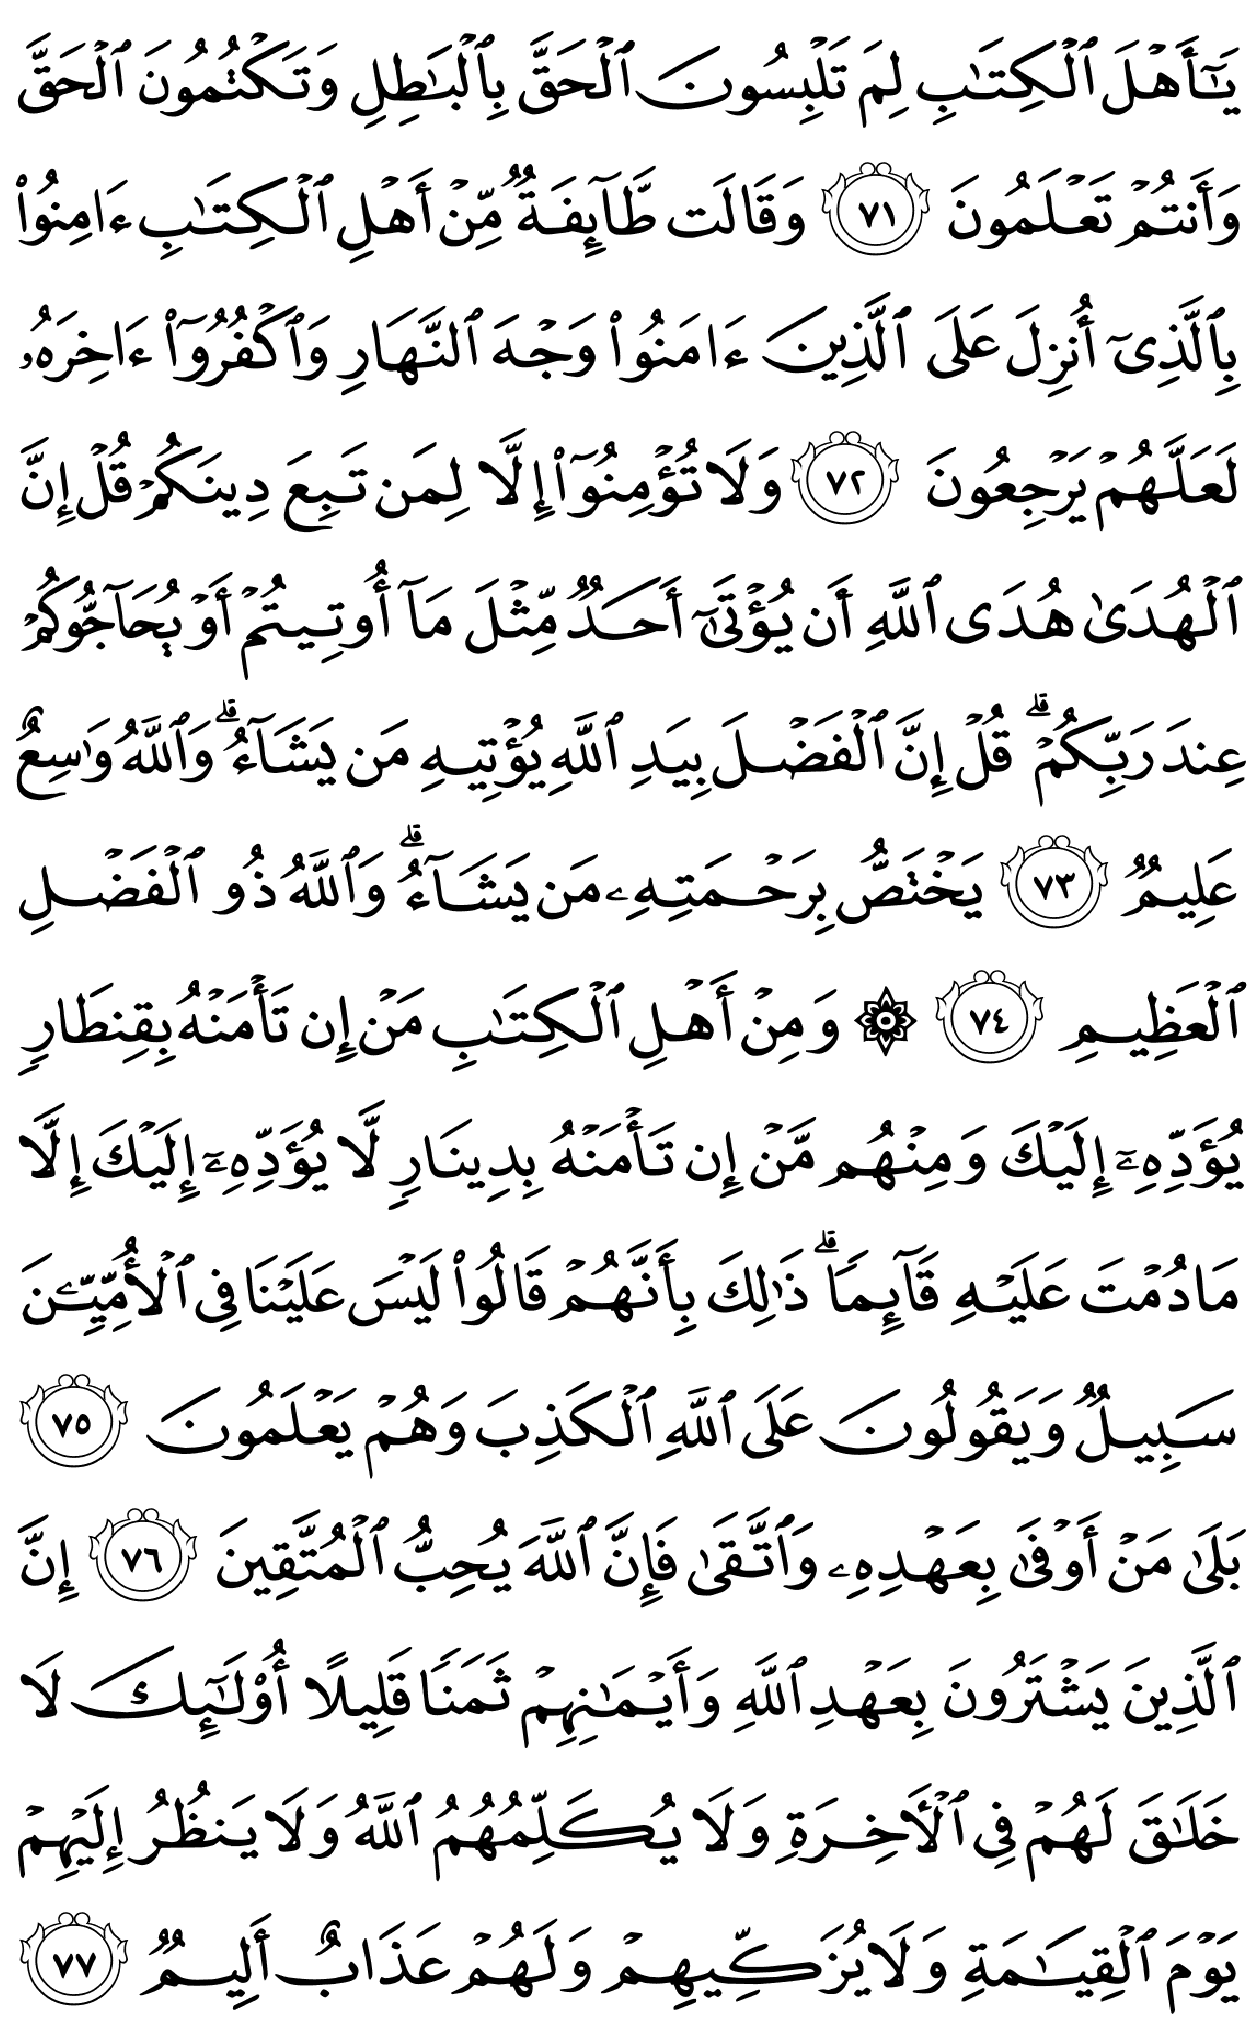 يَـٰٓأَهْلَ ٱلْكِتَـٰبِ لِمَ تَلْبِسُونَ ٱلْحَقَّ بِٱلْبَـٰطِلِ وَتَكْتُمُونَ ٱلْحَقَّ
وَأَنتُمْ تَعْلَمُونَ ٧١ وَقَالَت طَّآئِفَةٌ مِّنْ أَهْلِ ٱلْكِتَـٰبِ ءَامِنُوا۟
بِٱلَّذِىٓ أُنزِلَ عَلَى ٱلَّذِينَ ءَامَنُوا۟ وَجْهَ ٱلنَّهَارِ وَٱكْفُرُوٓا۟ ءَاخِرَهُۥ
لَعَلَّهُمْ يَرْجِعُونَ ٧٢ وَلَا تُؤْمِنُوٓا۟ إِلَّا لِمَن تَبِعَ دِينَكُمْ قُلْ إِنَّ
ٱلْهُدَىٰ هُدَى ٱللَّهِ أَن يُؤْتَىٰٓ أَحَدٌ مِّثْلَ مَآ أُوتِيتُمْ أَوْ يُحَآجُّوكُمْ
عِندَ رَبِّكُمْ ۗ قُلْ إِنَّ ٱلْفَضْلَ بِيَدِ ٱللَّهِ يُؤْتِيهِ مَن يَشَآءُ ۗ وَٱللَّهُ وَٰسِعٌ
عَلِيمٌ ٧٣ يَخْتَصُّ بِرَحْمَتِهِۦ مَن يَشَآءُ ۗ وَٱللَّهُ ذُو ٱلْفَضْلِ
ٱلْعَظِيمِ ٧٤ ۞ وَمِنْ أَهْلِ ٱلْكِتَـٰبِ مَنْ إِن تَأْمَنْهُ بِقِنطَارٍ
يُؤَدِّهِۦٓ إِلَيْكَ وَمِنْهُم مَّنْ إِن تَأْمَنْهُ بِدِينَارٍ لَّا يُؤَدِّهِۦٓ إِلَيْكَ إِلَّا
مَا دُمْتَ عَلَيْهِ قَآئِمًا ۗ ذَٰلِكَ بِأَنَّهُمْ قَالُوا۟ لَيْسَ عَلَيْنَا فِى ٱلْأُمِّيِّـۧنَ
سَبِيلٌ وَيَقُولُونَ عَلَى ٱللَّهِ ٱلْكَذِبَ وَهُمْ يَعْلَمُونَ ٧٥
بَلَىٰ مَنْ أَوْفَىٰ بِعَهْدِهِۦ وَٱتَّقَىٰ فَإِنَّ ٱللَّهَ يُحِبُّ ٱلْمُتَّقِينَ ٧٦ إِنَّ
ٱلَّذِينَ يَشْتَرُونَ بِعَهْدِ ٱللَّهِ وَأَيْمَـٰنِهِمْ ثَمَنًا قَلِيلًا أُو۟لَـٰٓئِكَ لَا
خَلَـٰقَ لَهُمْ فِى ٱلْـَٔاخِرَةِ وَلَا يُكَلِّمُهُمُ ٱللَّهُ وَلَا يَنظُرُ إِلَيْهِمْ
يَوْمَ ٱلْقِيَـٰمَةِ وَلَا يُزَكِّيهِمْ وَلَهُمْ عَذَابٌ أَلِيمٌ ٧٧